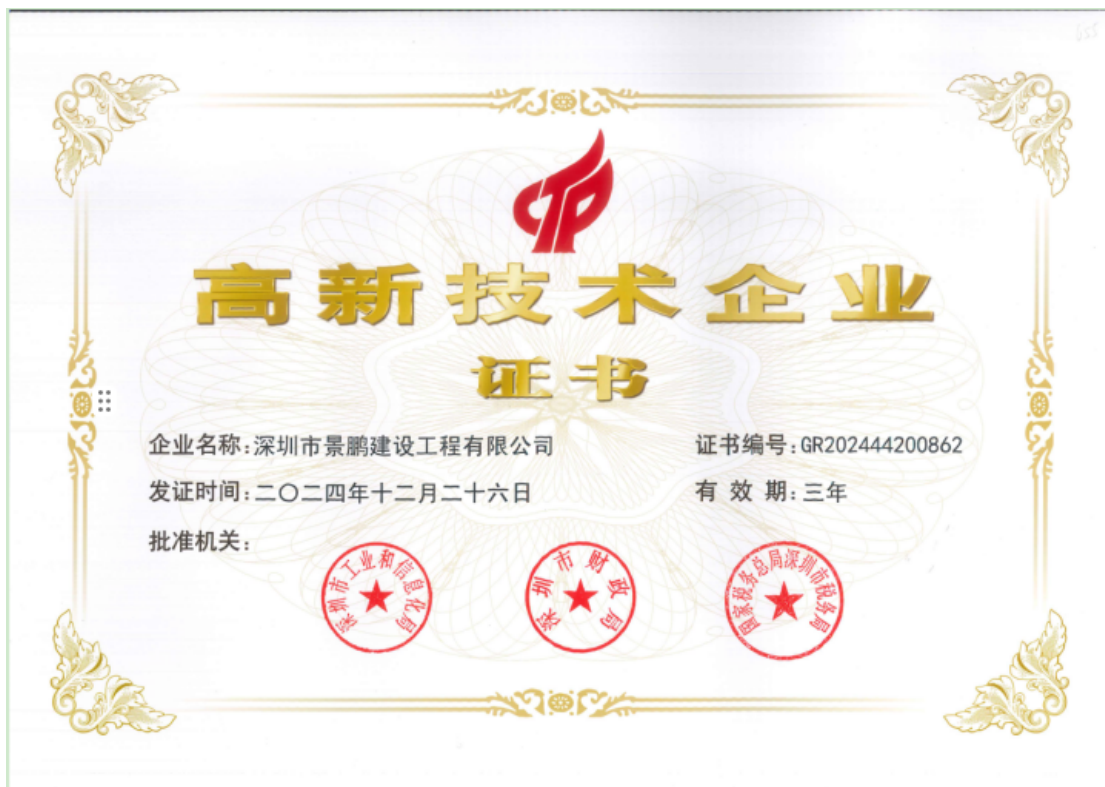 高新技术企业
证书
企业名称:深圳市景鹏建设工程有限公司
证书编号:GR202444200862
发证时间:二〇二四年十二月二十六日
有效期:三年
批准机关:
深圳市工业和信息化局
深圳市财政局
国家税务总局深圳市税务局